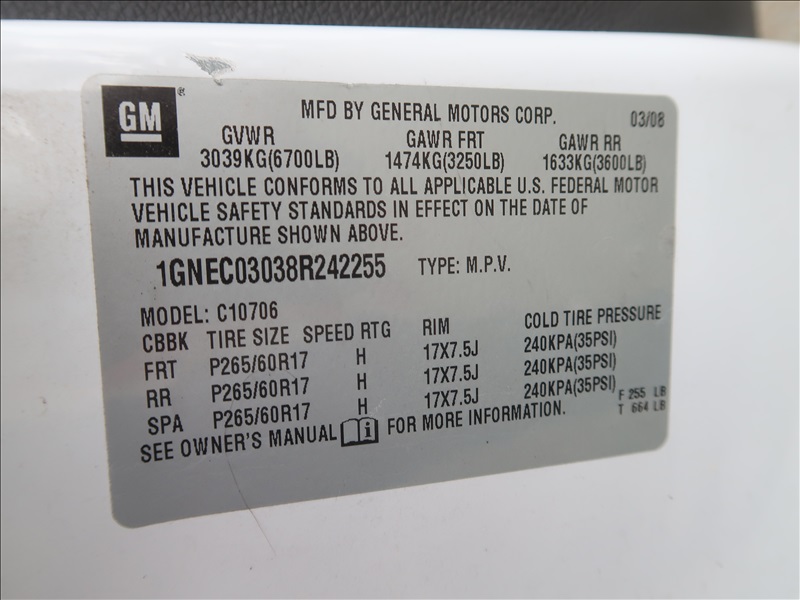 GM®
MFD BY GENERAL MOTORS CORP. 03/08
GVWR GAWR FRT GAWR RR
3039KG(6700LB) 1474KG(3250LB) 1633KG(3600LB)
THIS VEHICLE CONFORMS TO ALL APPLICABLE U.S. FEDERAL MOTOR
VEHICLE SAFETY STANDARDS IN EFFECT ON THE DATE OF
MANUFACTURE SHOWN ABOVE.
1GNEC03038R242255 TYPE: M.P.V.
MODEL: C10706
CBBK TIRE SIZE SPEED RTG RIM COLD TIRE PRESSURE
FRT P265/60R17 H 17X7.5J 240KPA(35PSI)
RR P265/60R17 H 17X7.5J 240KPA(35PSI)
SPA P265/60R17 H 17X7.5J 240KPA(35PSI)
F 255 LB
T 664 LB
SEE OWNER'S MANUAL i FOR MORE INFORMATION.